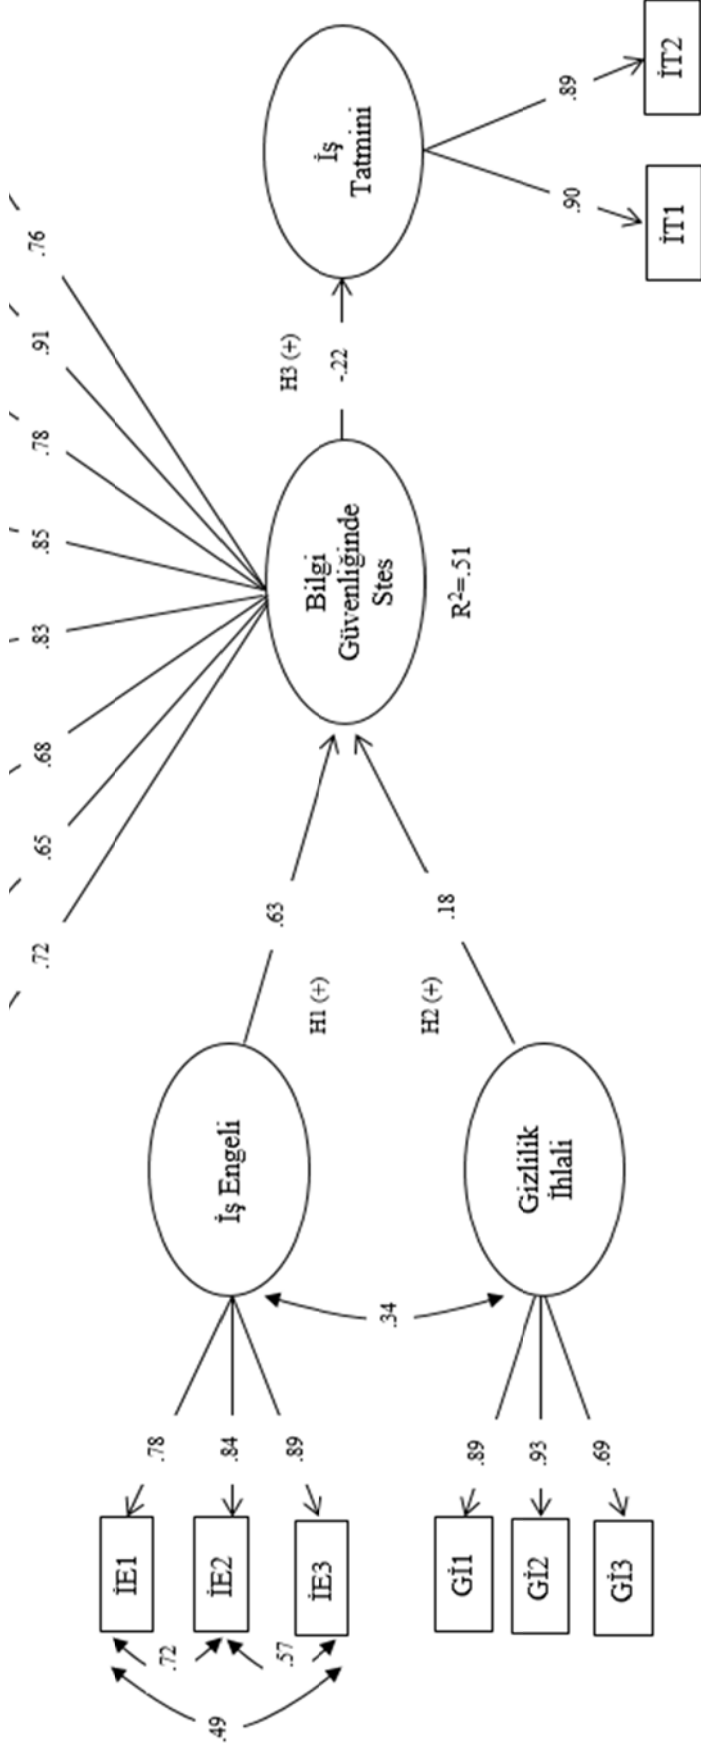 .72
.65
.68
.83
.85
.78
.91
.76
İE1
İE2
İE3
.72
.57
.49
.78
.84
.89
İş Engeli
.63
H1 (+)
.34
Gİ1
Gİ2
Gİ3
.89
.93
.69
Gizlilik
İhlali
H2 (+)
.18
Bilgi
Güvenliğinde
Stes
R²=.51
H3 (+)
-.22
İş
Tatmini
.90
.89
İT1
İT2